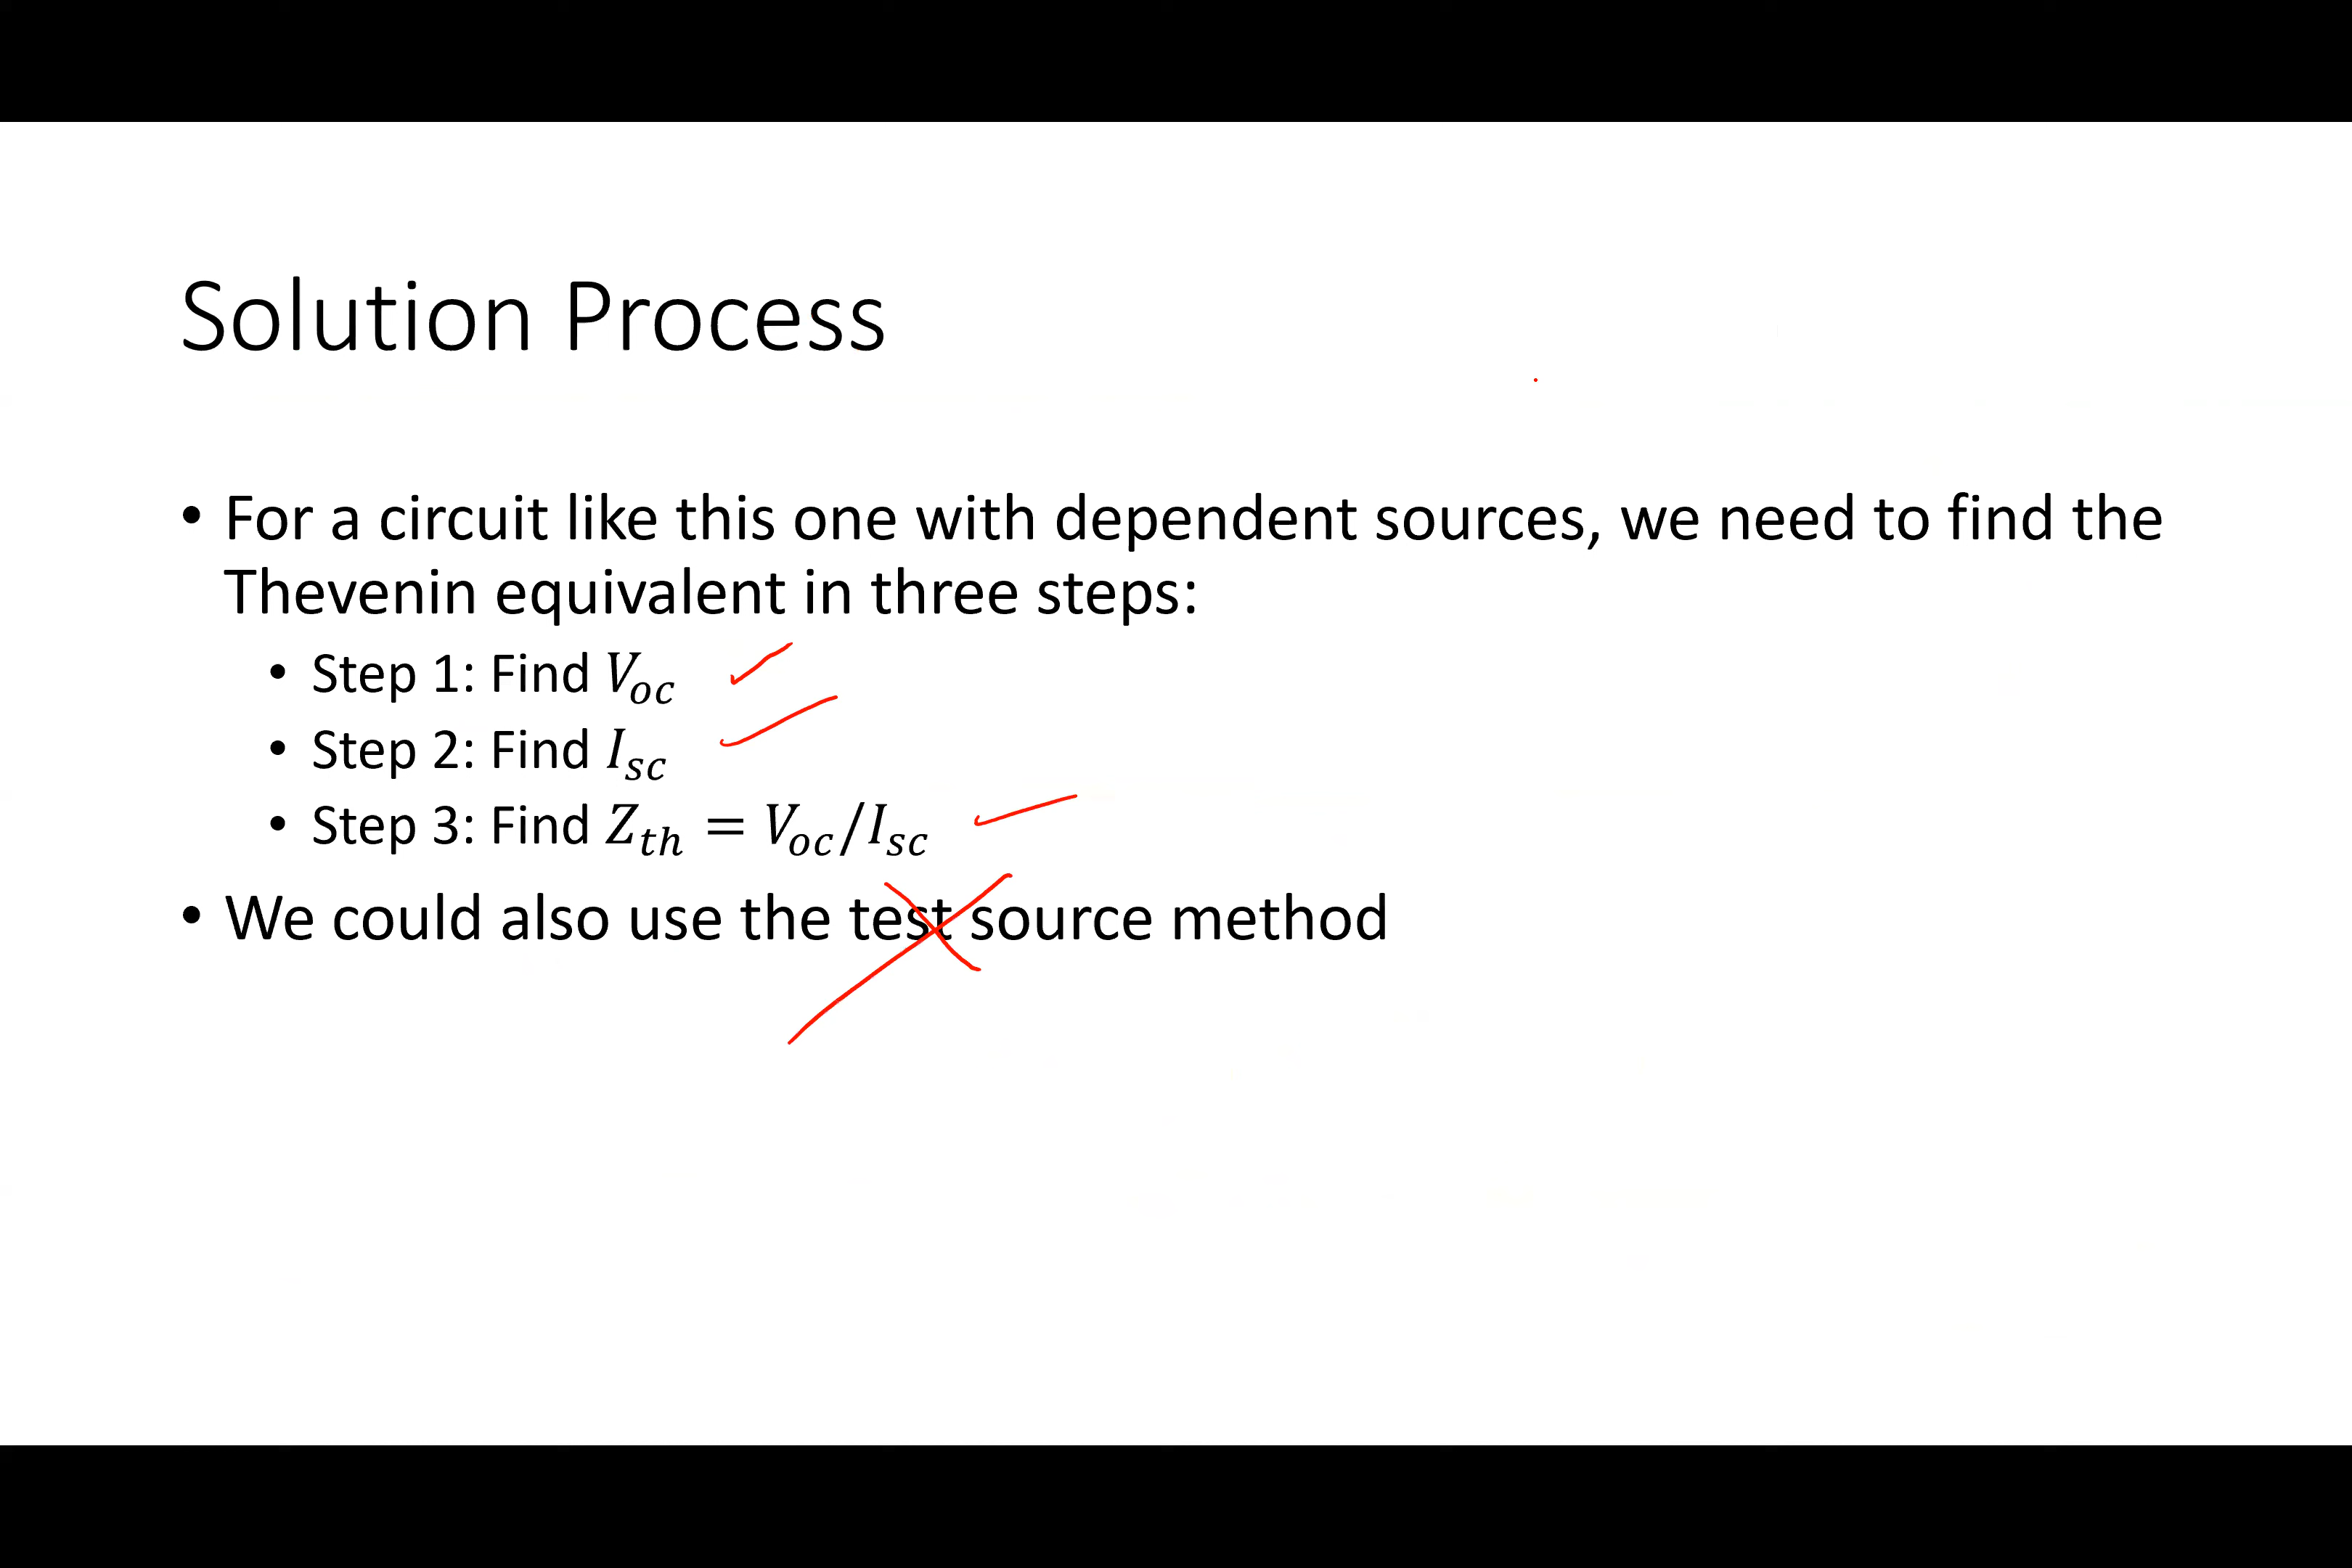 Solution Process
• For a circuit like this one with dependent sources, we need to find the
Thevenin equivalent in three steps:
• Step 1: Find V_oc
• Step 2: Find I_sc
• Step 3: Find Z_th = V_oc/I_sc
• We could also use the test source method